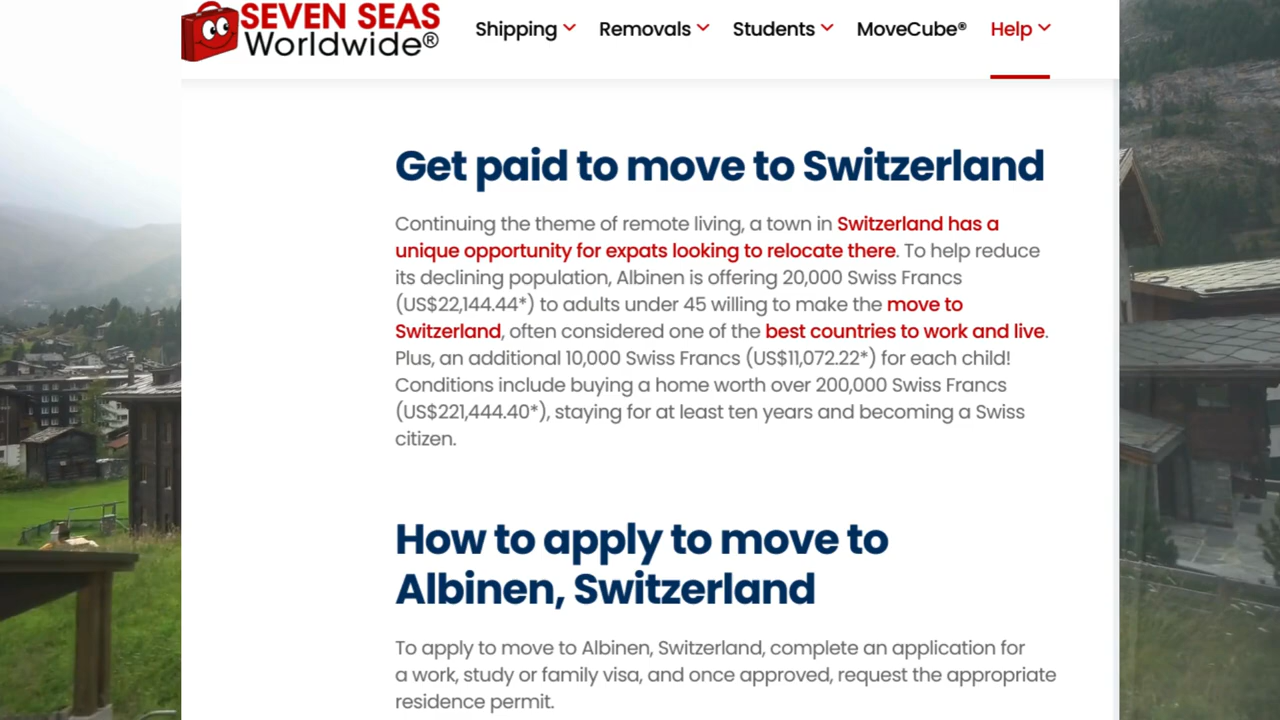 SEVEN SEAS
Worldwide®
Shipping Removals Students MoveCube® Help
Get paid to move to Switzerland
Continuing the theme of remote living, a town in Switzerland has a
unique opportunity for expats looking to relocate there. To help reduce
its declining population, Albinen is offering 20,000 Swiss Francs
(US$22,144.44*) to adults under 45 willing to make the move to
Switzerland, often considered one of the best countries to work and live.
Plus, an additional 10,000 Swiss Francs (US$11,072.22*) for each child!
Conditions include buying a home worth over 200,000 Swiss Francs
(US$221,444.40*), staying for at least ten years and becoming a Swiss
citizen.
How to apply to move to
Albinen, Switzerland
To apply to move to Albinen, Switzerland, complete an application for
a work, study or family visa, and once approved, request the appropriate
residence permit.